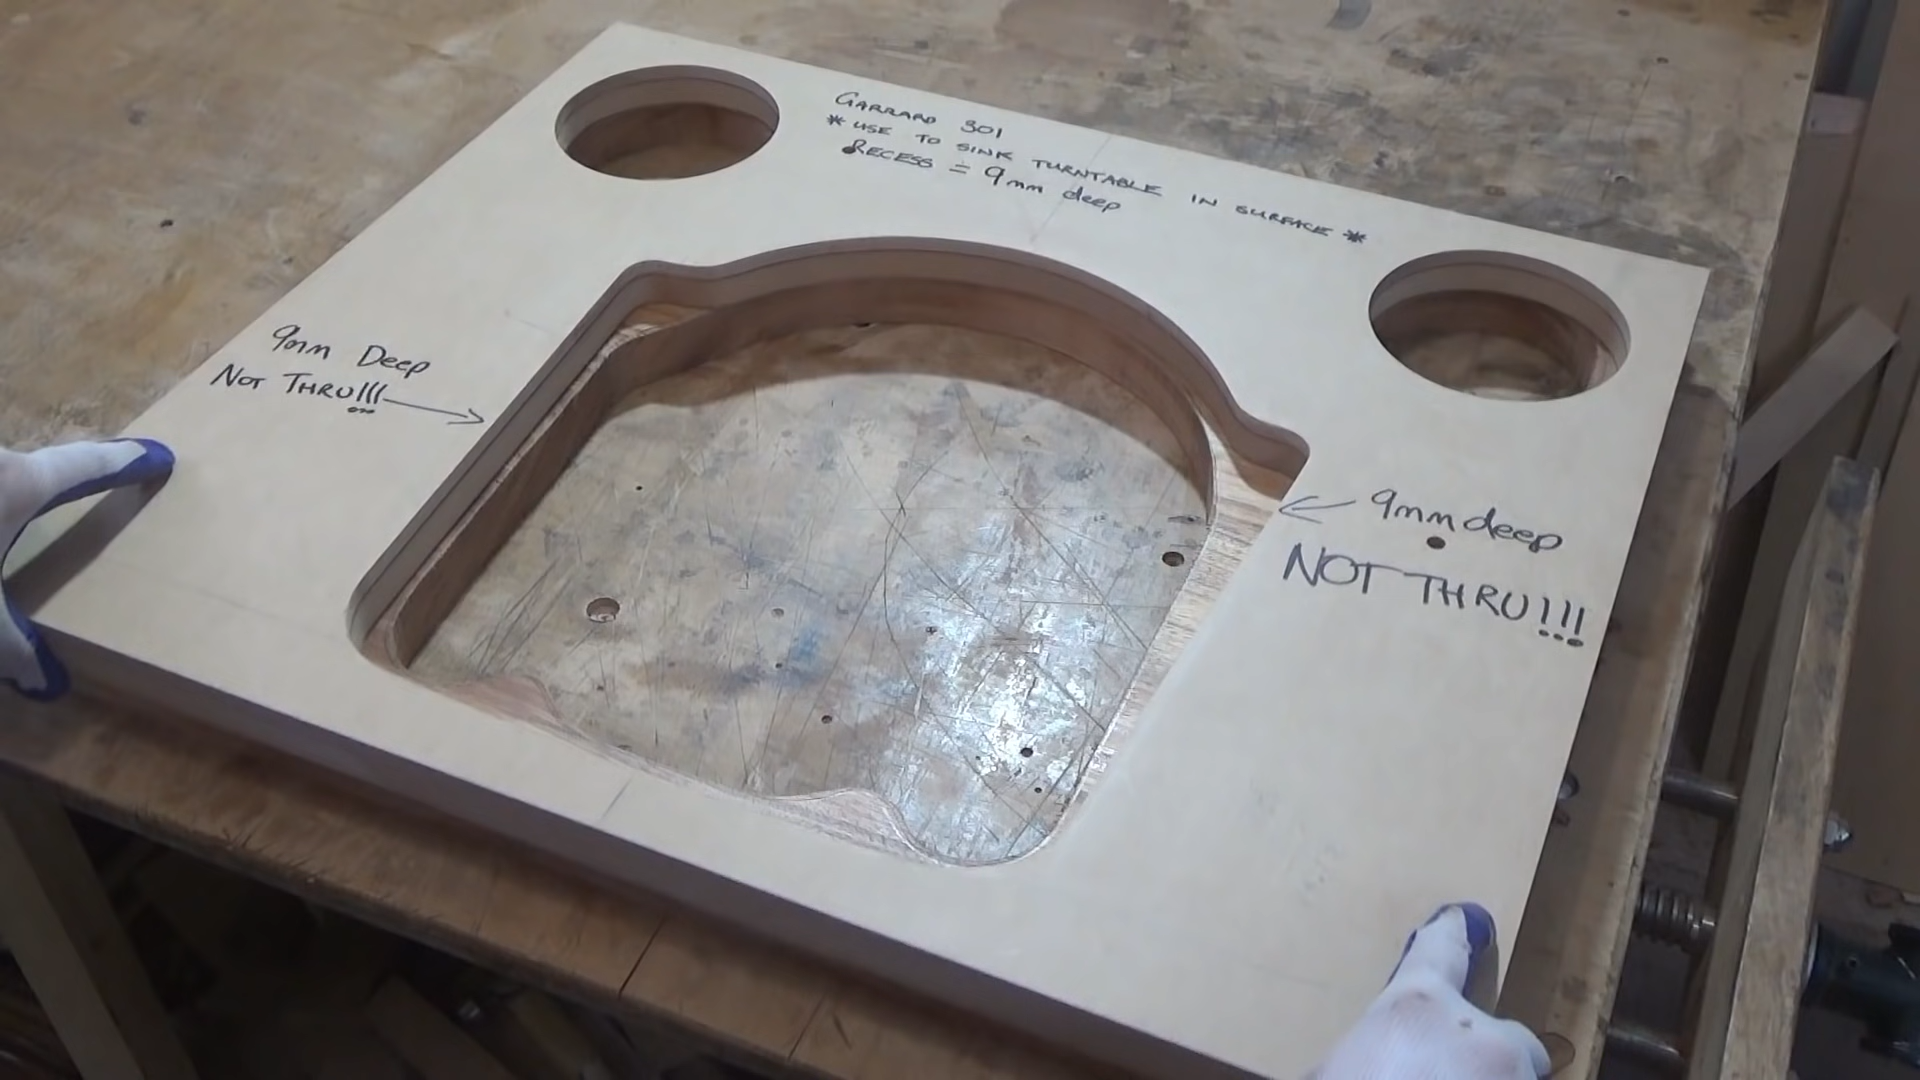 GARRARD 301
* USE TO SINK TURNTABLE IN SURFACE *
RECESS = 9mm deep
9mm Deep
NOT THRU!!!
9mm deep
NOT THRU!!!